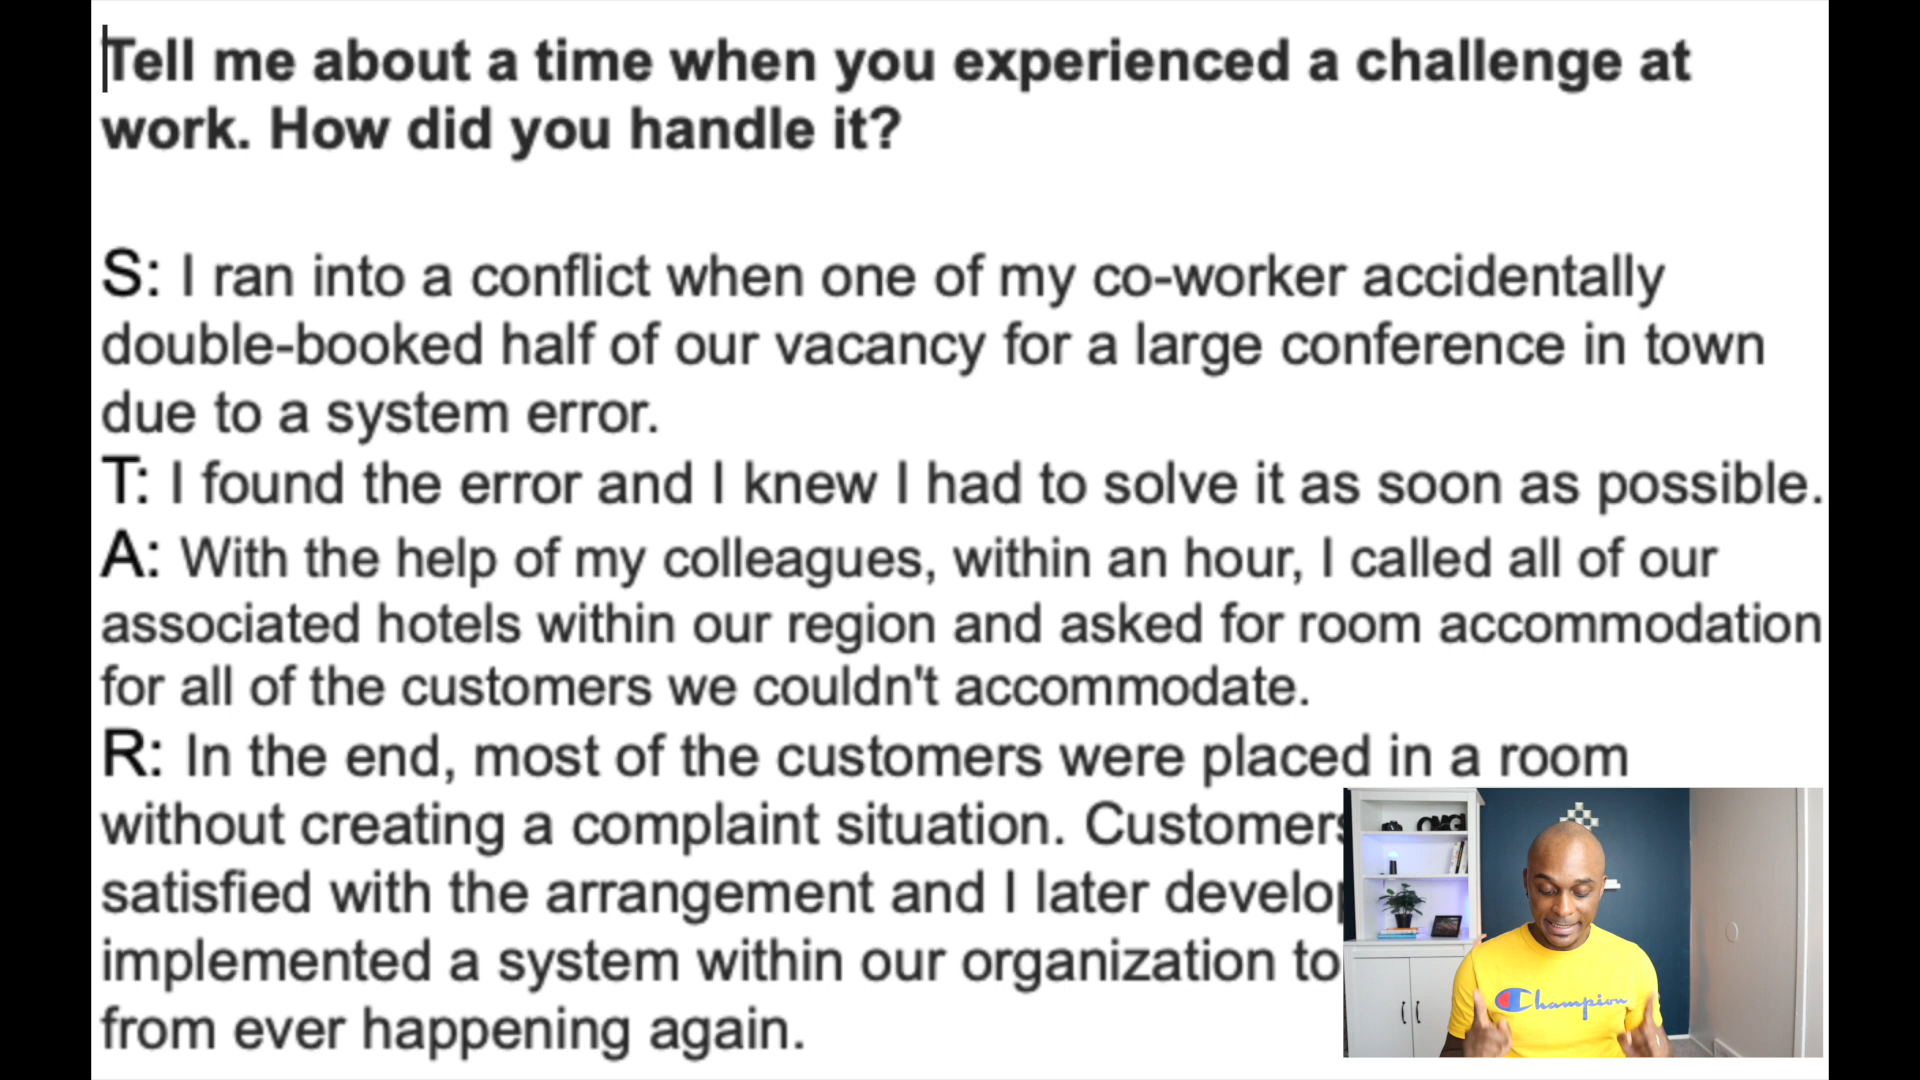 Tell me about a time when you experienced a challenge at
work. How did you handle it?
S: I ran into a conflict when one of my co-worker accidentally
double-booked half of our vacancy for a large conference in town
due to a system error.
T: I found the error and I knew I had to solve it as soon as possible.
A: With the help of my colleagues, within an hour, I called all of our
associated hotels within our region and asked for room accommodation
for all of the customers we couldn't accommodate.
R: In the end, most of the customers were placed in a room
without creating a complaint situation. Customers
satisfied with the arrangement and I later
implemented a system within our organization to
from ever happening again.
Champion